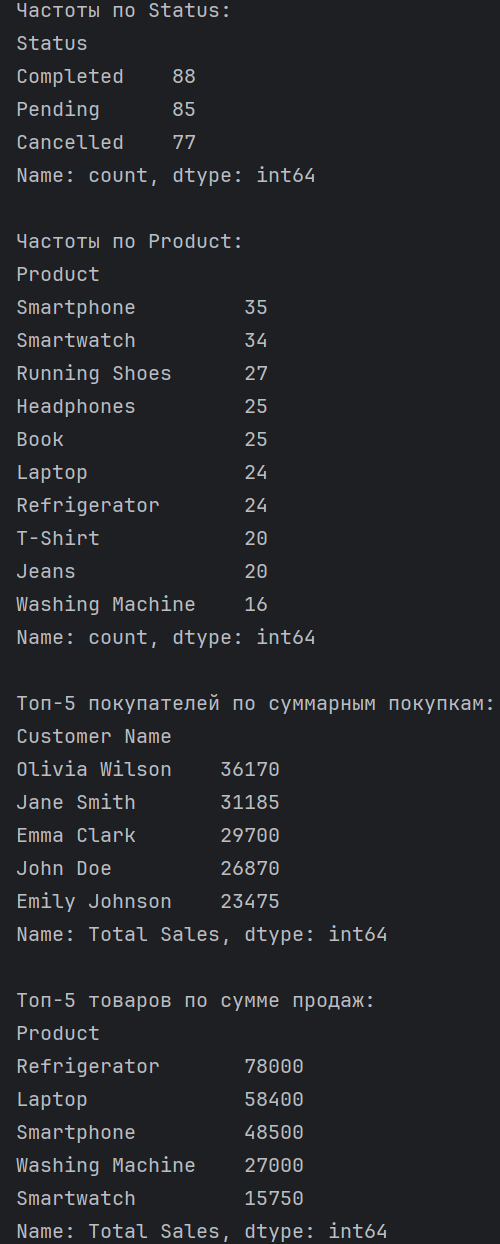 Частоты по Status:
Status
Completed    88
Pending      85
Cancelled    77
Name: count, dtype: int64

Частоты по Product:
Product
Smartphone         35
Smartwatch         34
Running Shoes      27
Headphones         25
Book               25
Laptop             24
Refrigerator       24
T-Shirt            20
Jeans              20
Washing Machine    16
Name: count, dtype: int64

Топ-5 покупателей по суммарным покупкам:
Customer Name
Olivia Wilson    36170
Jane Smith       31185
Emma Clark       29700
John Doe         26870
Emily Johnson    23475
Name: Total Sales, dtype: int64

Топ-5 товаров по сумме продаж:
Product
Refrigerator       78000
Laptop             58400
Smartphone         48500
Washing Machine    27000
Smartwatch         15750
Name: Total Sales, dtype: int64